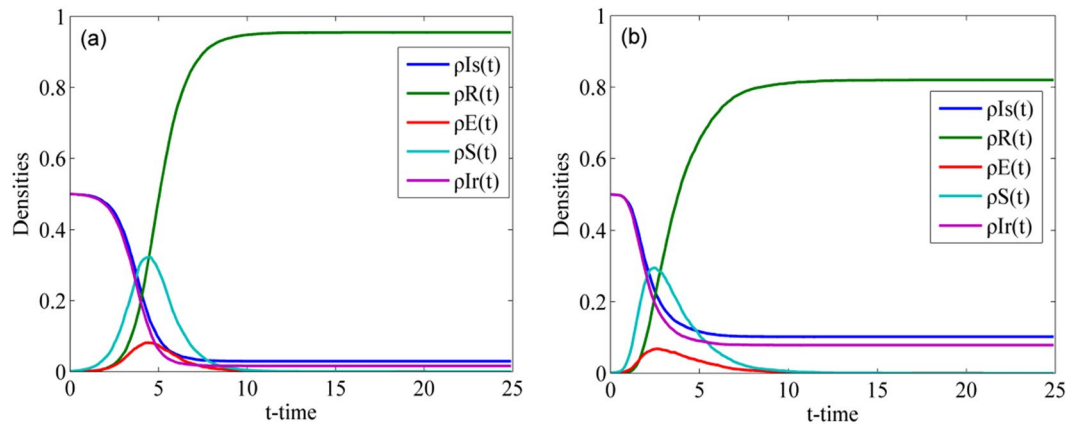 (a)
1
0.8
0.6
0.4
0.2
0
Densities
ρIs(t)
ρR(t)
ρE(t)
ρS(t)
ρIr(t)
0 5 10 15 20 25
t-time
(b)
1
0.8
0.6
0.4
0.2
0
Densities
ρIs(t)
ρR(t)
ρE(t)
ρS(t)
ρIr(t)
0 5 10 15 20 25
t-time